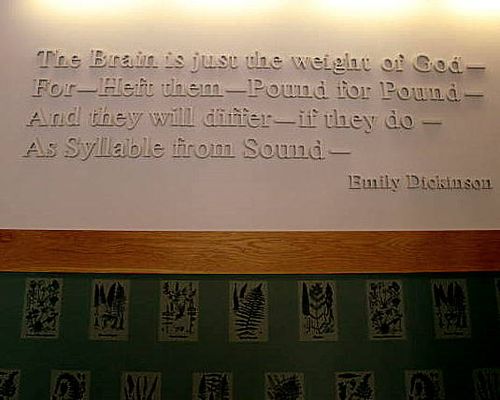 The Brain is just the weight of God—
For—Heft them—Pound for Pound—
And they will differ—if they do—
As Syllable from Sound—
Emily Dickinson